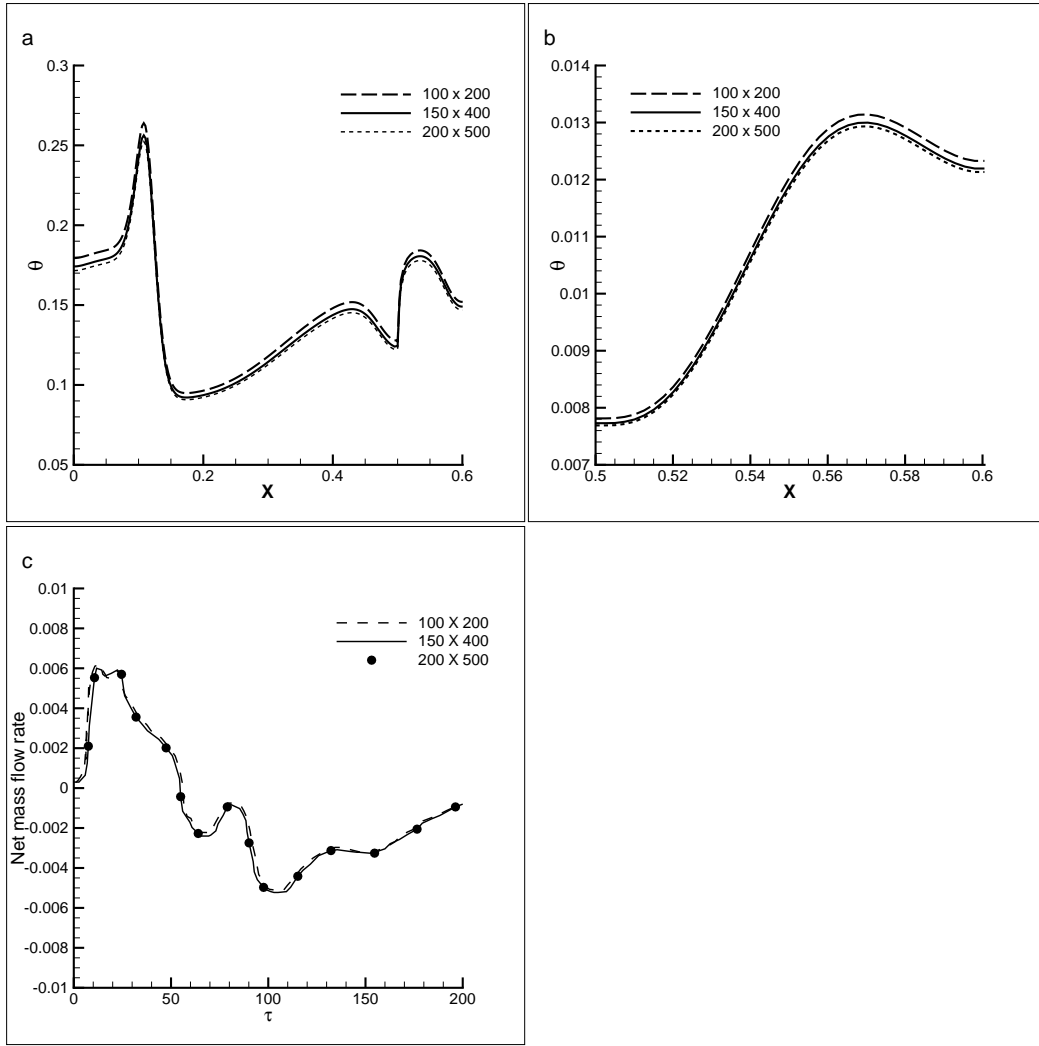 a
θ
0.3
0.25
0.2
0.15
0.1
0.05
0
0.2
0.4
0.6
X
100 x 200
150 x 400
200 x 500
b
θ
0.014
0.013
0.012
0.011
0.01
0.009
0.008
0.007
0.5
0.52
0.54
0.56
0.58
0.6
X
100 x 200
150 x 400
200 x 500
c
Net mass flow rate
0.01
0.008
0.006
0.004
0.002
0
-0.002
-0.004
-0.006
-0.008
-0.01
0
50
100
150
200
τ
100 X 200
150 X 400
200 X 500